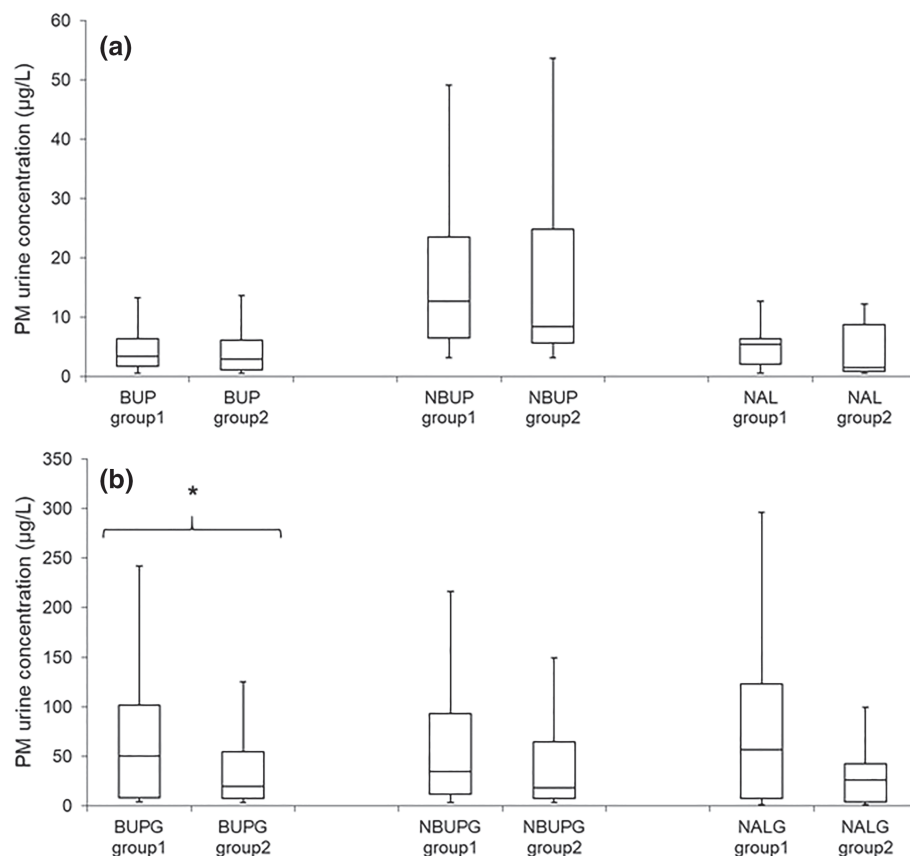 (a)
PM urine concentration (µg/L)
60
50
40
30
20
10
0
BUP group1
BUP group2
NBUP group1
NBUP group2
NAL group1
NAL group2
(b)
PM urine concentration (µg/L)
350
300
250
200
150
100
50
0
*
BUPG group1
BUPG group2
NBUPG group1
NBUPG group2
NALG group1
NALG group2